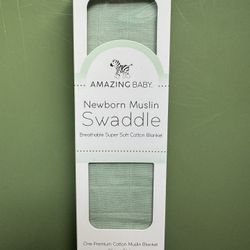 AMAZING BABY
Newborn Muslin
Swaddle
Breathable Super Soft Cotton Blanket
One Premium Cotton Muslin Blanket